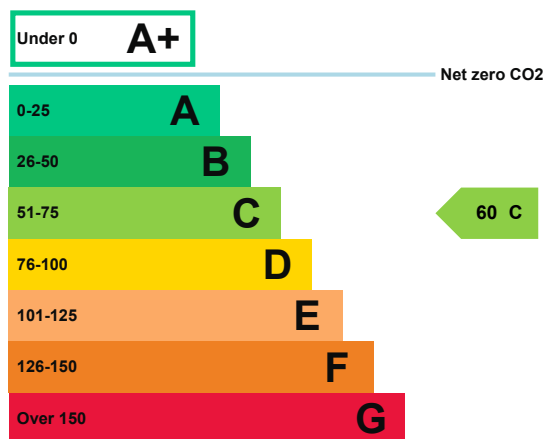 Under 0 A+
Net zero CO2
0-25 A
26-50 B
51-75 C
60 C
76-100 D
101-125 E
126-150 F
Over 150 G